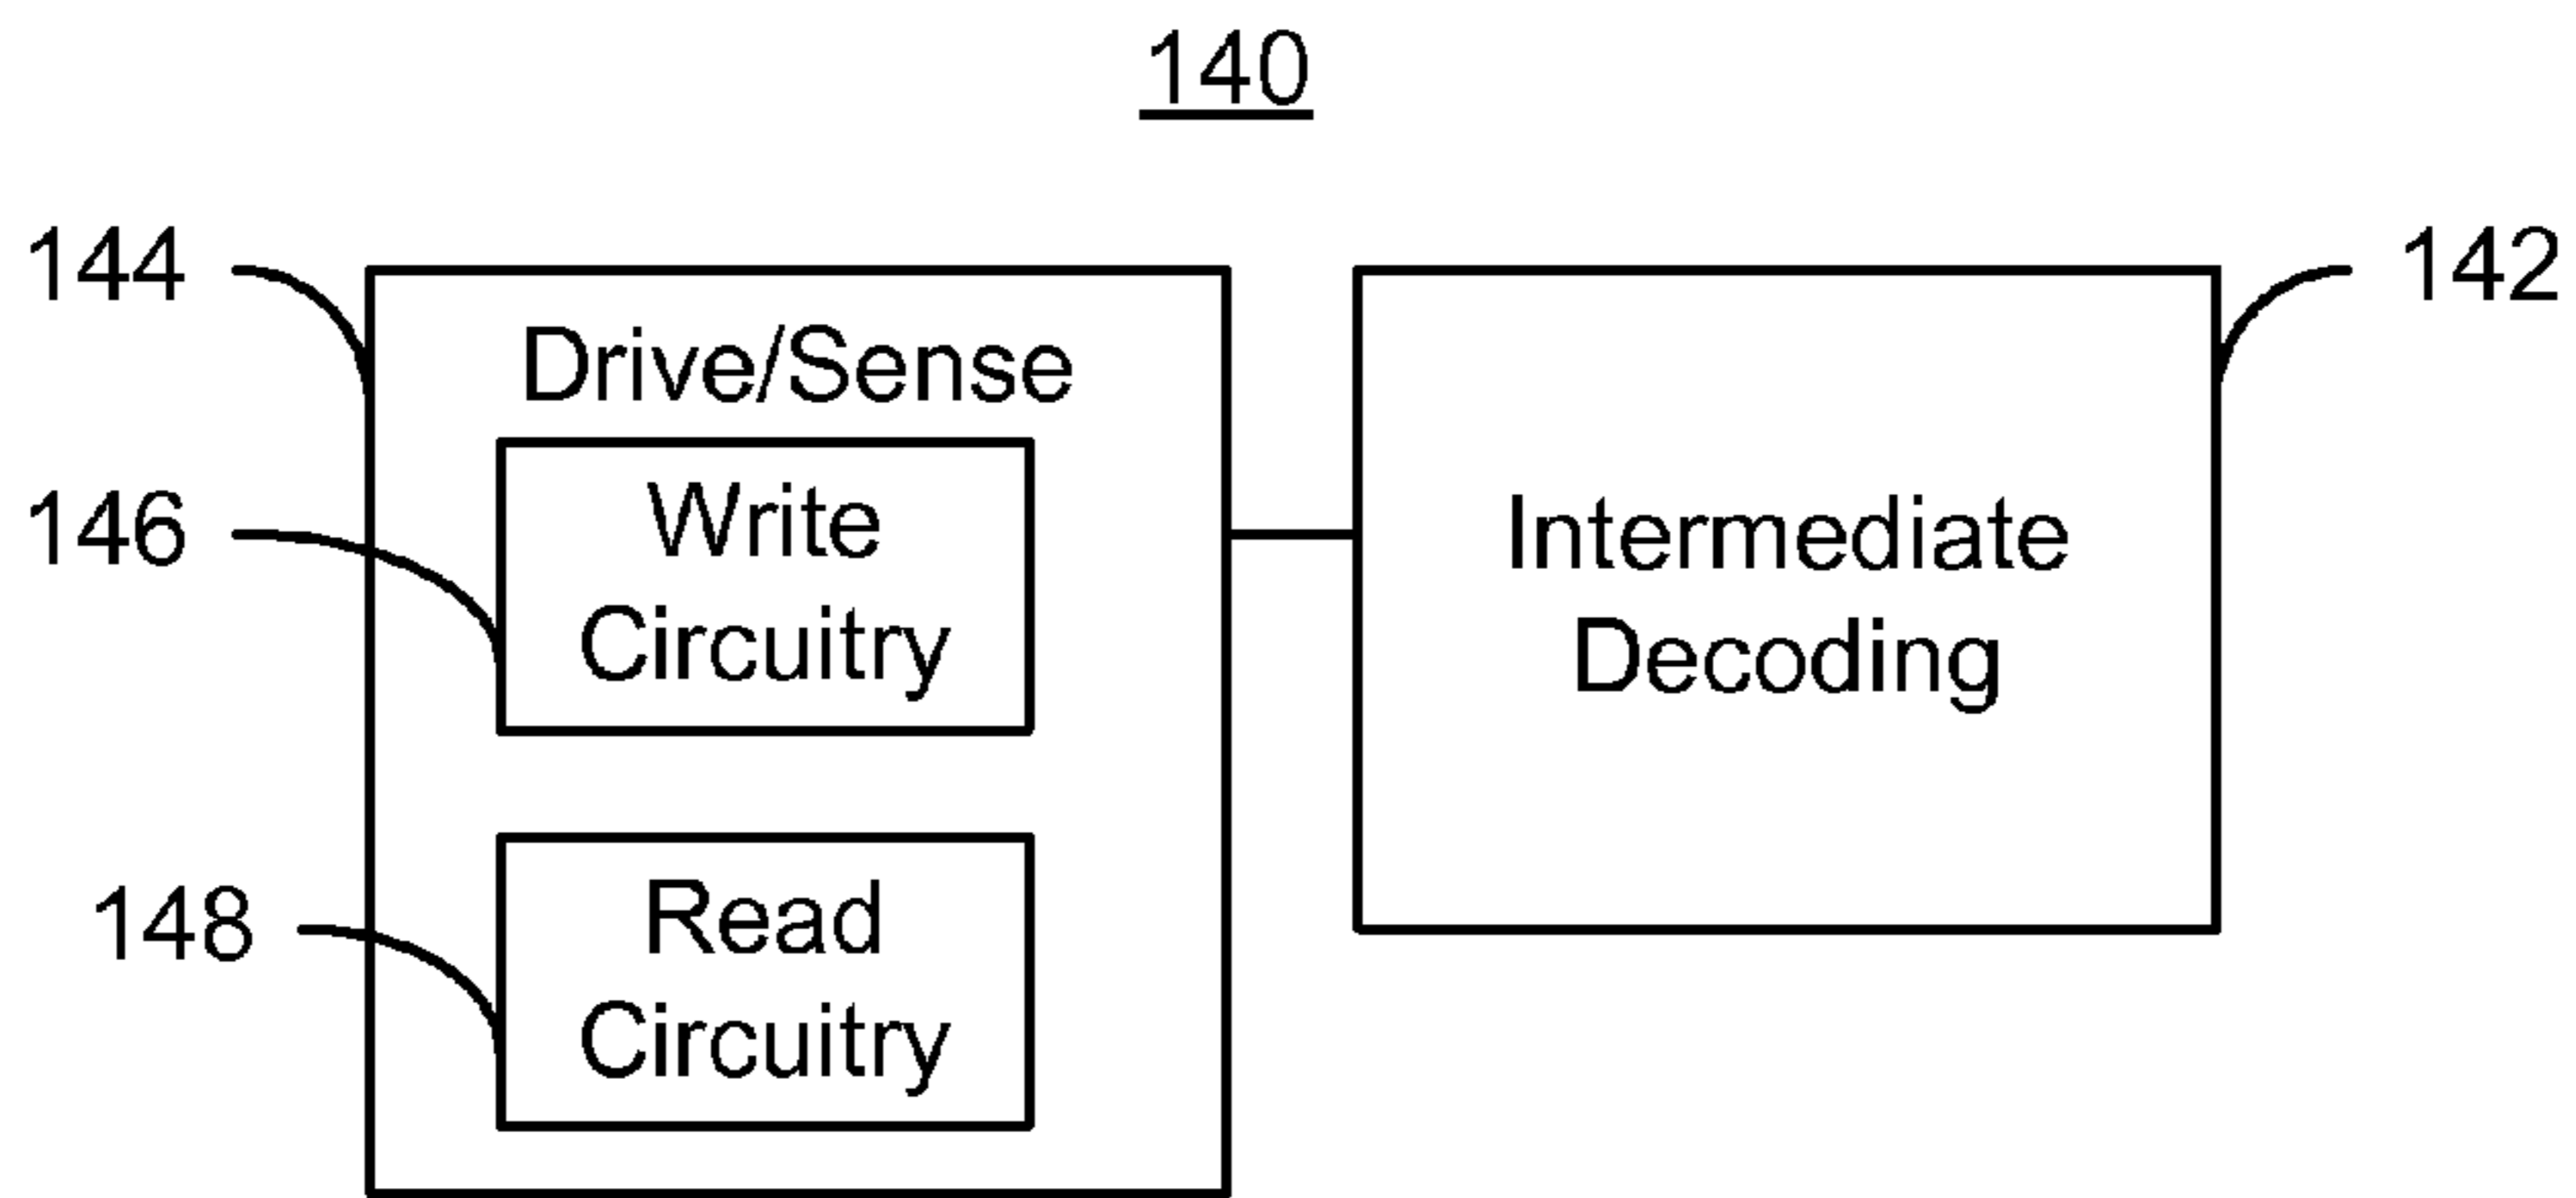 140
144
142
Drive/Sense
146
Write
Circuitry
Intermediate
Decoding
148
Read
Circuitry